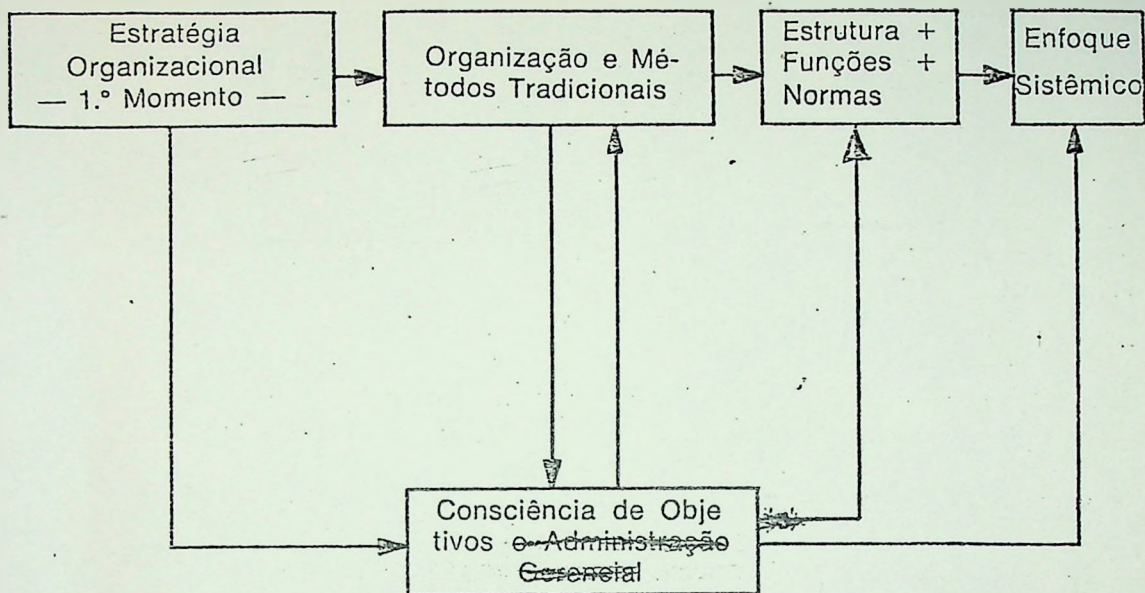 Estratégia
Organizacional
— 1.° Momento —
Organização e Mé-
todos Tradicionais
Estrutura +
Funções +
Normas
Enfoque
Sistêmico
Consciência de Obje
tivos e Administração
Gerencial